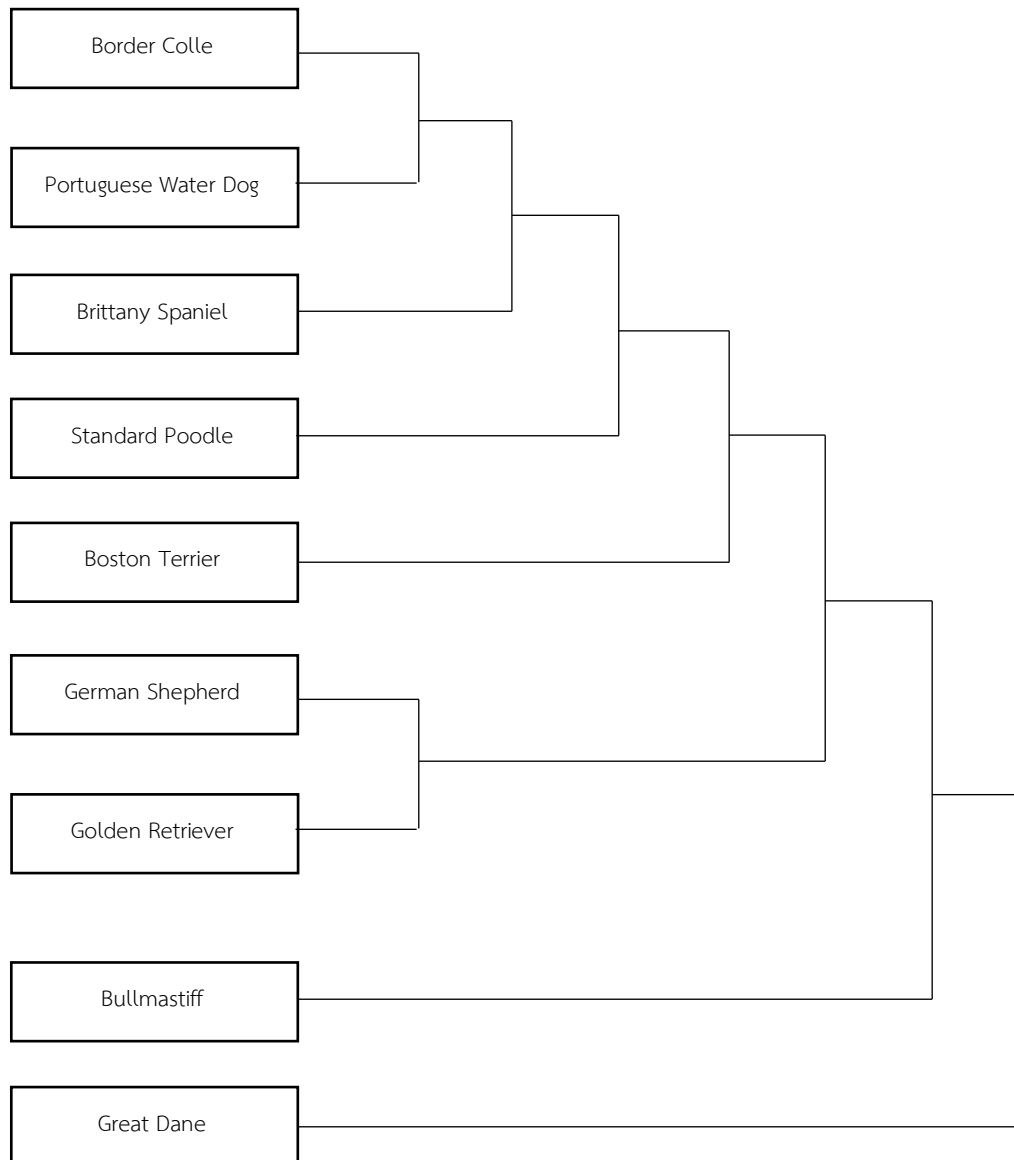 Border Colle
Portuguese Water Dog
Brittany Spaniel
Standard Poodle
Boston Terrier
German Shepherd
Golden Retriever
Bullmastiff
Great Dane